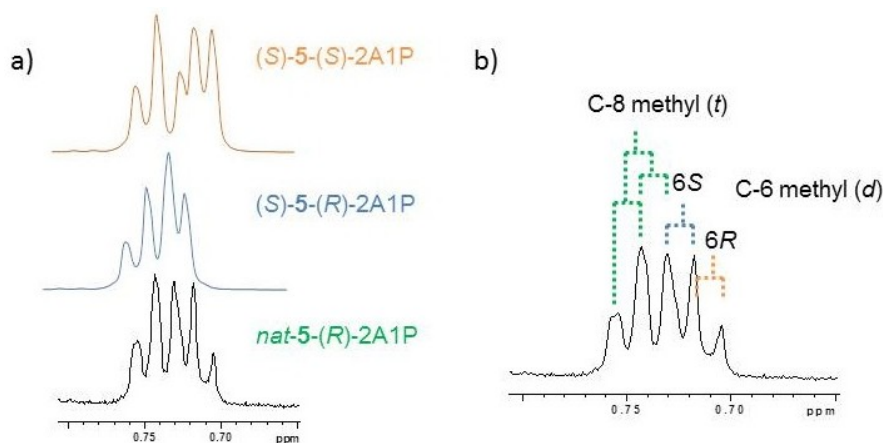 a)
(S)-5-(S)-2A1P
(S)-5-(R)-2A1P
nat-5-(R)-2A1P
0.75 0.70 ppm
b)
C-8 methyl (t)
6S
C-6 methyl (d)
6R
0.75 0.70 ppm